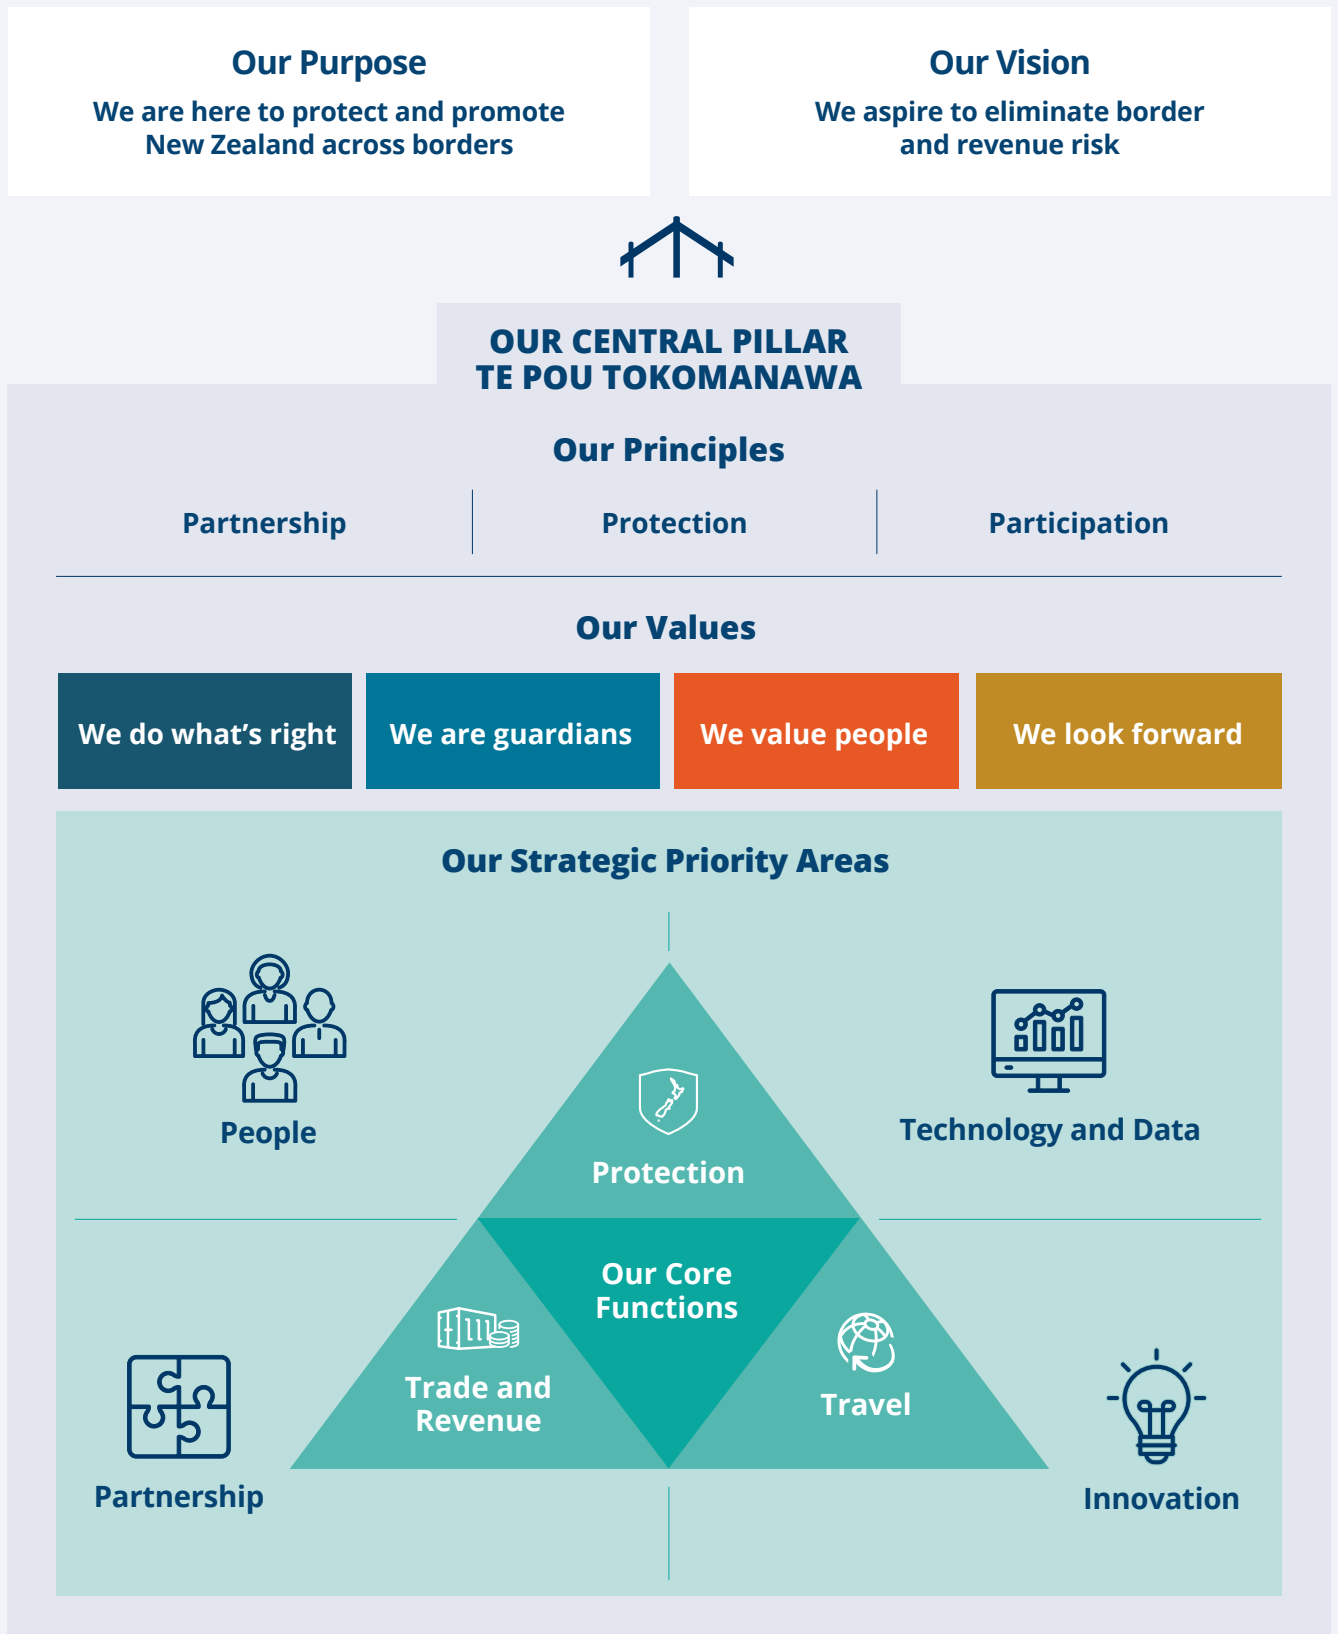 Our Purpose
We are here to protect and promote
New Zealand across borders
Our Vision
We aspire to eliminate border
and revenue risk
OUR CENTRAL PILLAR
TE POU TOKOMANAWA
Our Principles
Partnership
Protection
Participation
Our Values
We do what’s right
We are guardians
We value people
We look forward
Our Strategic Priority Areas
People
Technology and Data
Protection
Our Core
Functions
Trade and
Revenue
Travel
Partnership
Innovation